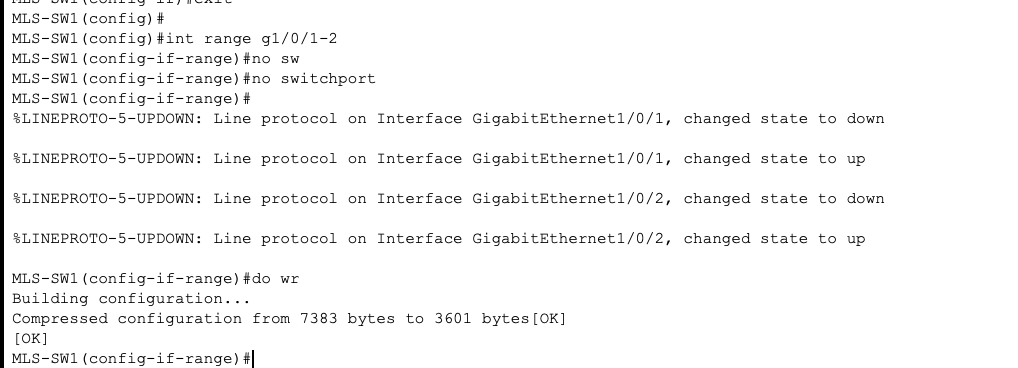 MLS-SW1(config-if)#exit
MLS-SW1(config)#
MLS-SW1(config)#int range g1/0/1-2
MLS-SW1(config-if-range)#no sw
MLS-SW1(config-if-range)#no switchport
MLS-SW1(config-if-range)#
%LINEPROTO-5-UPDOWN: Line protocol on Interface GigabitEthernet1/0/1, changed state to down
%LINEPROTO-5-UPDOWN: Line protocol on Interface GigabitEthernet1/0/1, changed state to up
%LINEPROTO-5-UPDOWN: Line protocol on Interface GigabitEthernet1/0/2, changed state to down
%LINEPROTO-5-UPDOWN: Line protocol on Interface GigabitEthernet1/0/2, changed state to up
MLS-SW1(config-if-range)#do wr
Building configuration...
Compressed configuration from 7383 bytes to 3601 bytes[OK]
[OK]
MLS-SW1(config-if-range)#